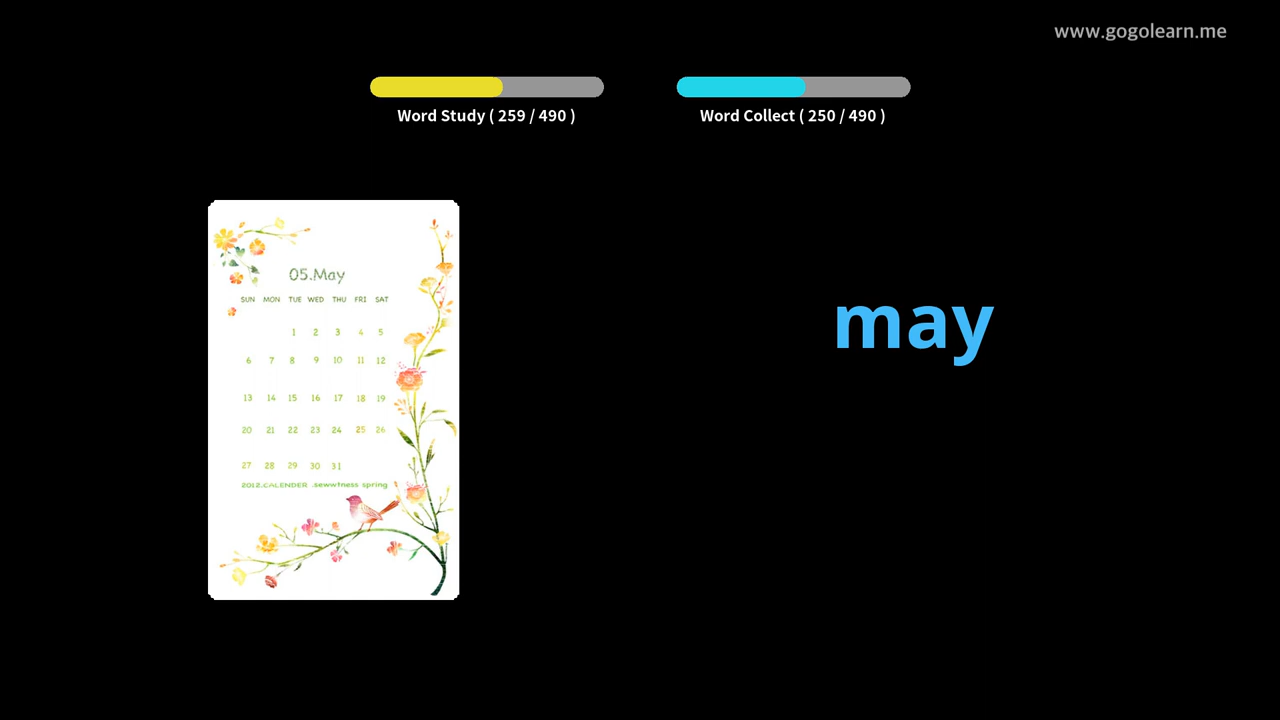 www.gogolearn.me
Word Study ( 259 / 490 )
Word Collect ( 250 / 490 )
05.May
SUN MON TUE WED THU FRI SAT
1 2 3 4 5
6 7 8 9 10 11 12
13 14 15 16 17 18 19
20 21 22 23 24 25 26
27 28 29 30 31
2012.CALENDER .sewwtness spring
may